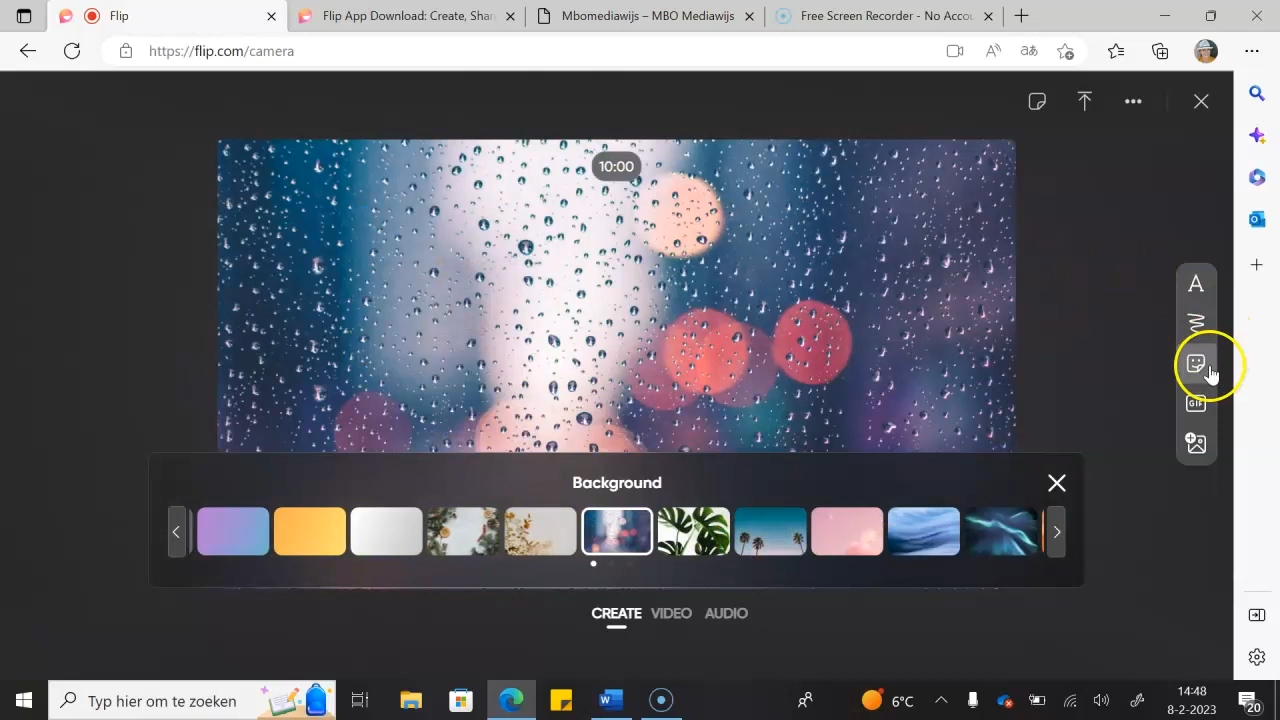 Flip
Flip App Download: Create, Shar
Mbomediawijs – MBO Mediawijs
Free Screen Recorder - No Accou
https://flip.com/camera
10:00
A
GIF
Background
CREATE VIDEO AUDIO
Typ hier om te zoeken
6°C
14:48
8-2-2023
20